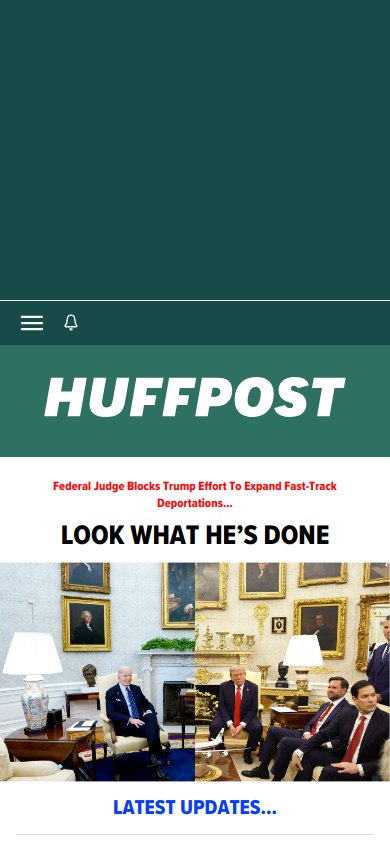 HUFFPOST
Federal Judge Blocks Trump Effort To Expand Fast-Track
Deportations...
LOOK WHAT HE’S DONE
LATEST UPDATES...